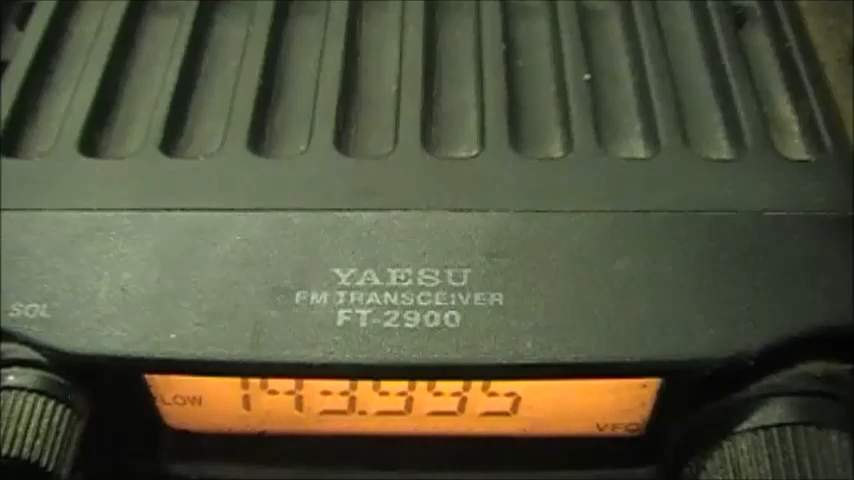 YAESU
FM TRANSCEIVER
FT-2900
SQL
LOW
143.995
VFO